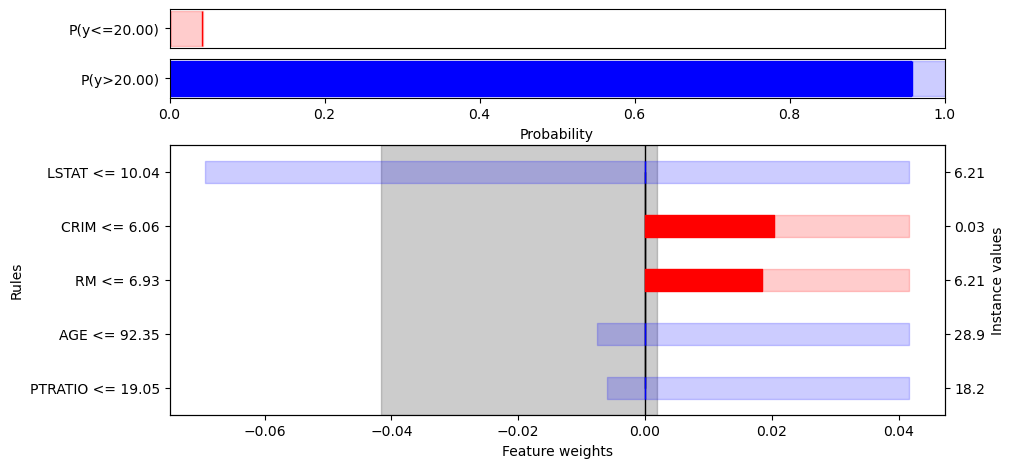 P(y<=20.00)
P(y>20.00)
0.0 0.2 0.4 0.6 0.8 1.0
Probability
LSTAT <= 10.04 6.21
CRIM <= 6.06 0.03
RM <= 6.93 6.21
AGE <= 92.35 28.9
PTRATIO <= 19.05 18.2
Rules
Instance values
−0.06 −0.04 −0.02 0.00 0.02 0.04
Feature weights